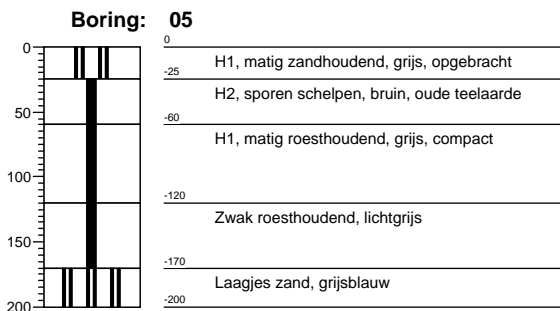 Boring: 05
0
0
H1, matig zandhoudend, grijs, opgebracht
-25
H2, sporen schelpen, bruin, oude teelaarde
50
-60
H1, matig roesthoudend, grijs, compact
100
-120
Zwak roesthoudend, lichtgrijs
150
-170
Laagjes zand, grijsblauw
200
-200